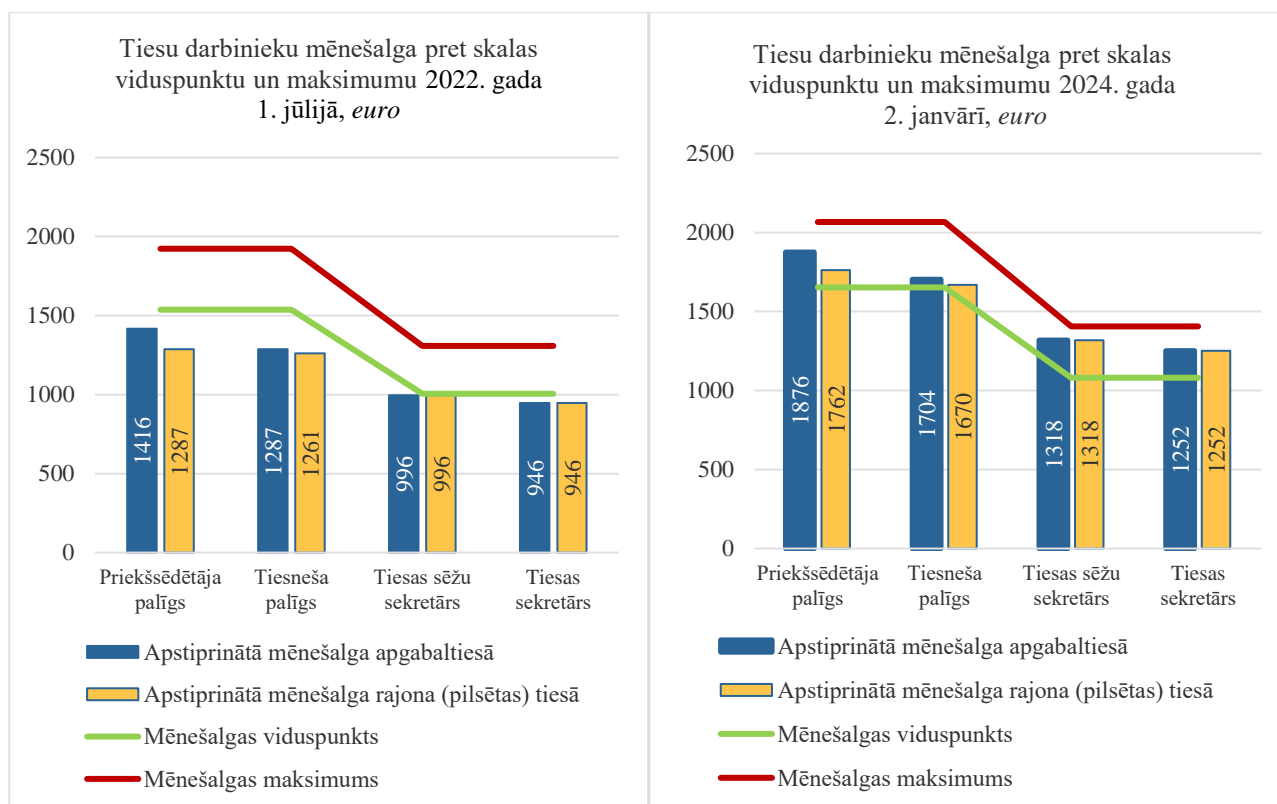 Tiesu darbinieku mēnešalga pret skalas
viduspunktu un maksimumu 2022. gada
1. jūlijā, euro
2500
2000
1500
1000
500
0
1416
1287
1287
1261
996
996
946
946
Priekšsēdētāja
palīgs
Tiesneša
palīgs
Tiesas sēžu
sekretārs
Tiesas
sekretārs
Apstiprinātā mēnešalga apgabaltiesā
Apstiprinātā mēnešalga rajona (pilsētas) tiesā
Mēnešalgas viduspunkts
Mēnešalgas maksimums
Tiesu darbinieku mēnešalga pret skalas
viduspunktu un maksimumu 2024. gada
2. janvārī, euro
2500
2000
1500
1000
500
0
1876
1762
1704
1670
1318
1318
1252
1252
Priekšsēdētāja
palīgs
Tiesneša
palīgs
Tiesas sēžu
sekretārs
Tiesas
sekretārs
Apstiprinātā mēnešalga apgabaltiesā
Apstiprinātā mēnešalga rajona (pilsētas) tiesā
Mēnešalgas viduspunkts
Mēnešalgas maksimums